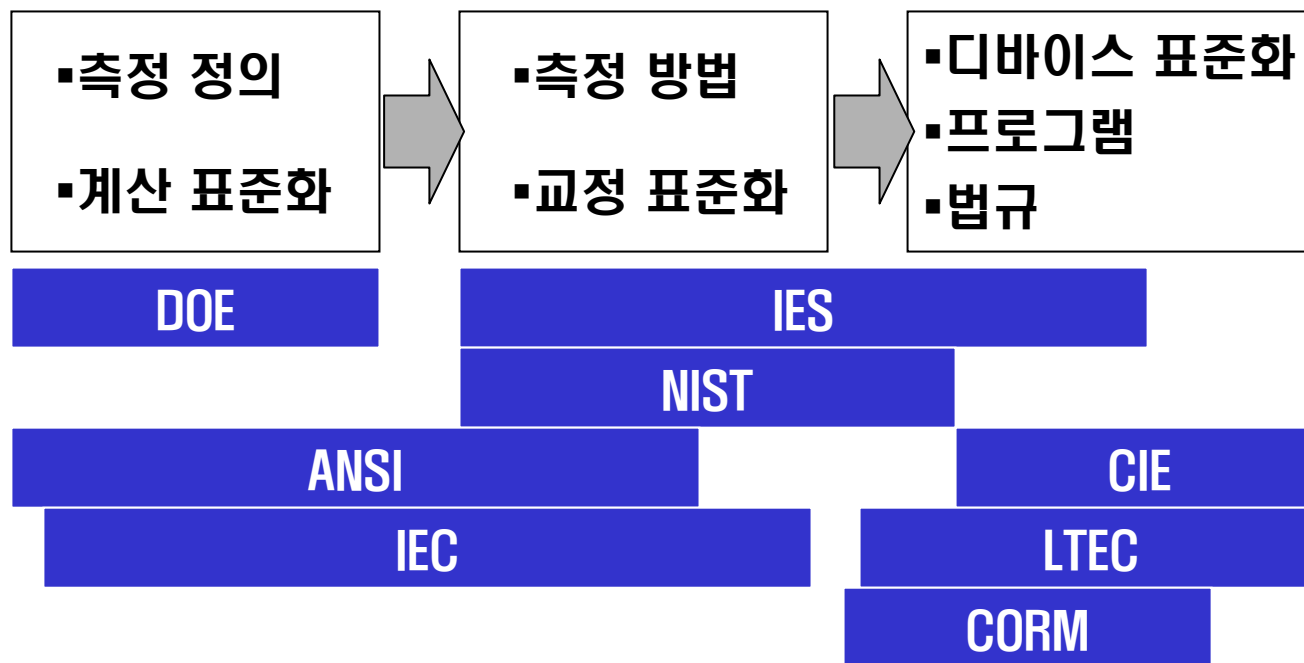 ▪측정 정의
▪계산 표준화
▪측정 방법
▪교정 표준화
▪디바이스 표준화
▪프로그램
▪법규
DOE
IES
NIST
ANSI
CIE
IEC
LTEC
CORM